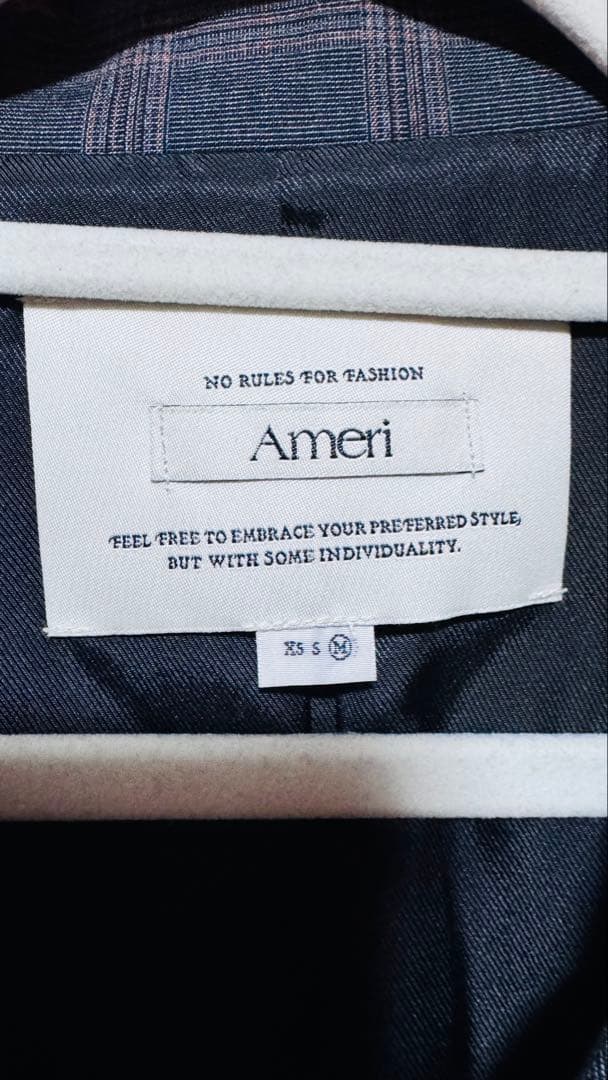 NO RULES FOR FASHION
Ameri
FEEL FREE TO EMBRACE YOUR PREFERRED STYLE,
BUT WITH SOME INDIVIDUALITY.
XS S Ⓜ